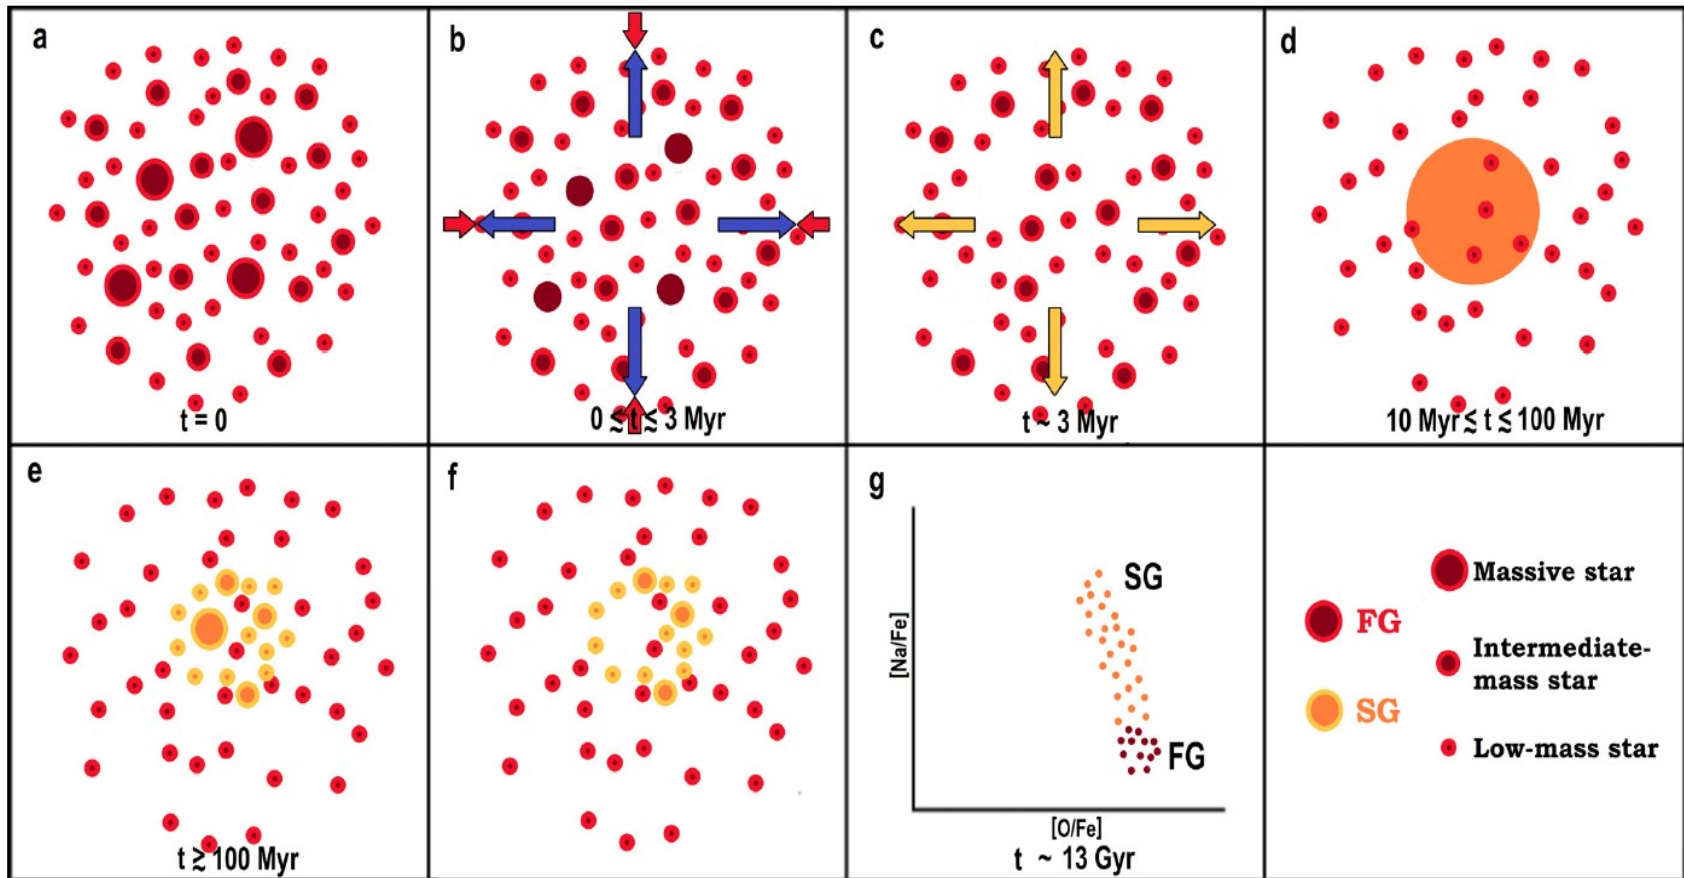 a
t = 0
b
0 ≲ t ≲ 3 Myr
c
t ~ 3 Myr
d
10 Myr ≲ t ≲ 100 Myr
e
t ≳ 100 Myr
f
g
SG
FG
[Na/Fe]
[O/Fe]
t ~ 13 Gyr
FG
SG
Massive star
Intermediate-
mass star
Low-mass star